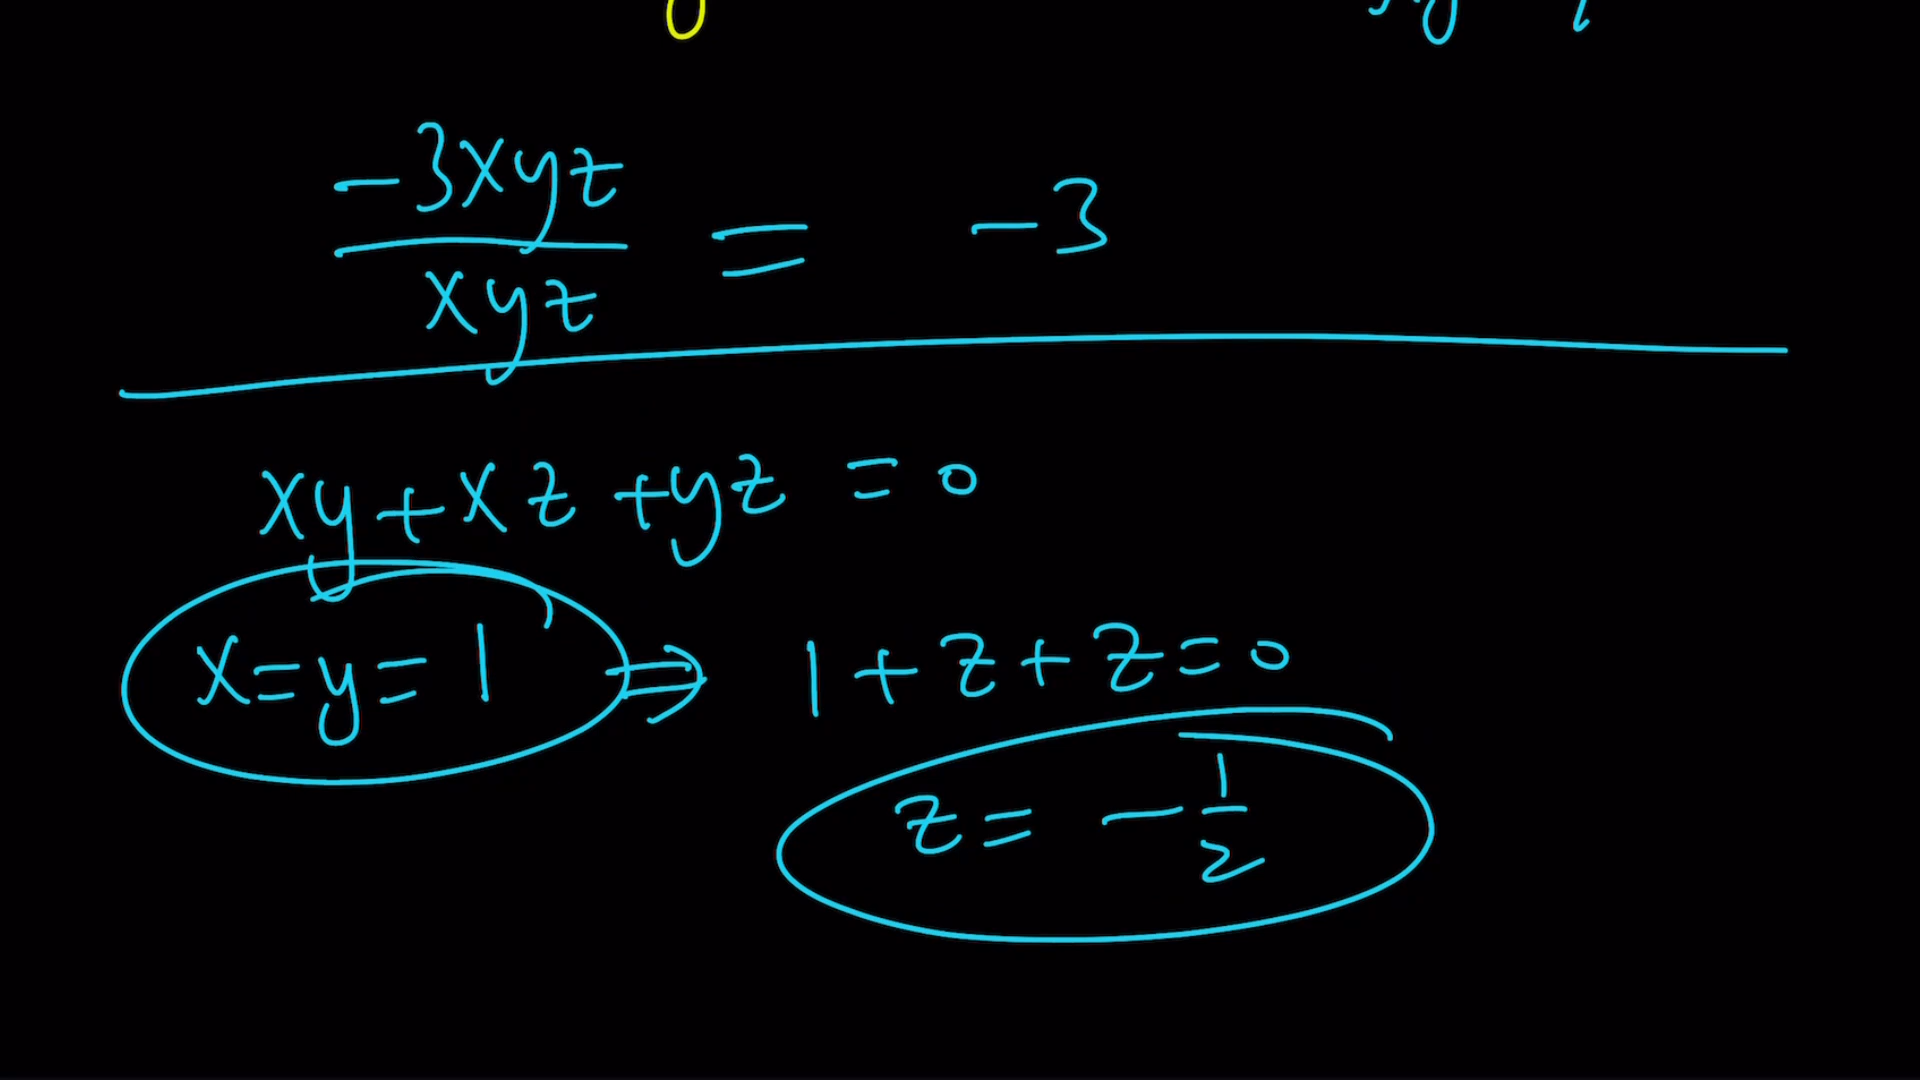 -3xyz/xyz = -3
xy+xz+yz=0
x=y=1 ⇒ 1+z+z=0
z= -1/2